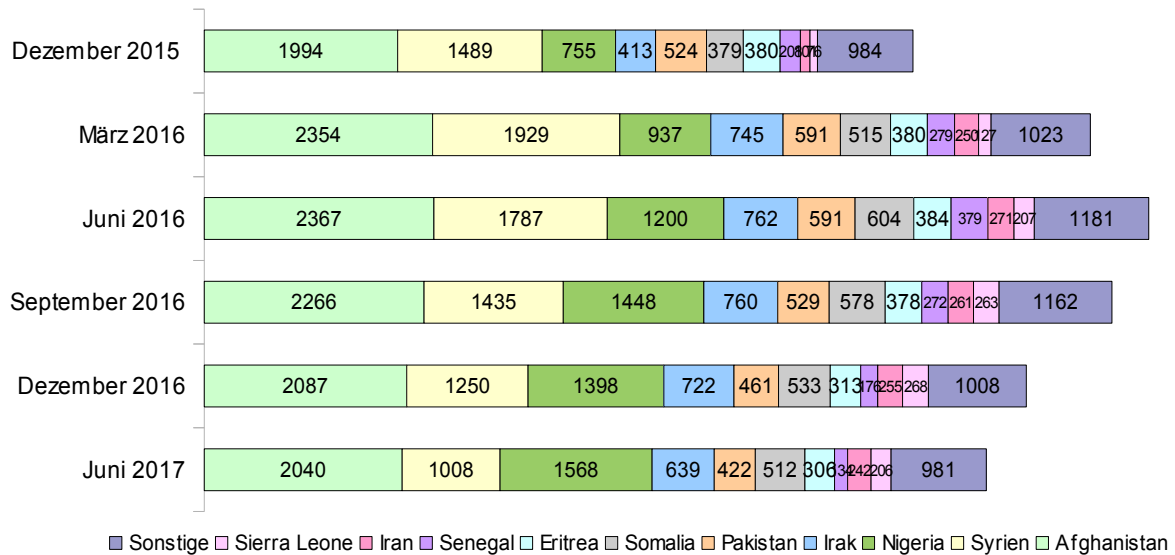 Dezember 2015 1994 1489 755 413 524 379 380 984
März 2016 2354 1929 937 745 591 515 380 279 250 127 1023
Juni 2016 2367 1787 1200 762 591 604 384 379 271 207 1181
September 2016 2266 1435 1448 760 529 578 378 272 261 263 1162
Dezember 2016 2087 1250 1398 722 461 533 313 176 255 268 1008
Juni 2017 2040 1008 1568 639 422 512 306 242 206 981
Sonstige Sierra Leone Iran Senegal Eritrea Somalia Pakistan Irak Nigeria Syrien Afghanistan